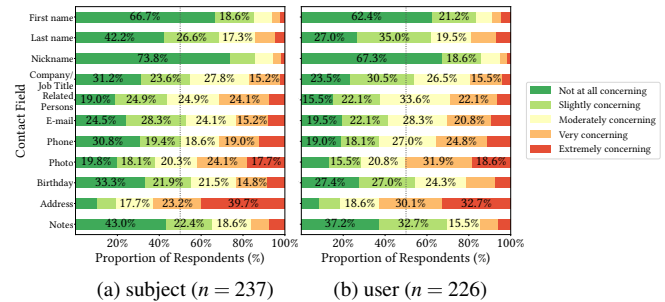 First name 66.7% 18.6% 62.4% 21.2%
Last name 42.2% 26.6% 17.3% 27.0% 35.0% 19.5%
Nickname 73.8% 67.3% 18.6%
Company/
Job Title 31.2% 23.6% 27.8% 15.2% 23.5% 30.5% 26.5% 15.5%
Related
Persons 19.0% 24.9% 24.9% 24.1% 15.5% 22.1% 33.6% 22.1%
E-mail 24.5% 28.3% 24.1% 15.2% 19.5% 22.1% 28.3% 20.8%
Phone 30.8% 19.4% 18.6% 19.0% 19.0% 18.1% 27.0% 24.8%
Photo 19.8% 18.1% 20.3% 24.1% 17.7% 15.5% 20.8% 31.9% 18.6%
Birthday 33.3% 21.9% 21.5% 14.8% 27.4% 27.0% 24.3%
Address 17.7% 23.2% 39.7% 18.6% 30.1% 32.7%
Notes 43.0% 22.4% 18.6% 37.2% 32.7% 15.5%
Contact Field
20% 40% 60% 80% 100% 20% 40% 60% 80% 100%
Proportion of Respondents (%) Proportion of Respondents (%)
Not at all concerning
Slightly concerning
Moderately concerning
Very concerning
Extremely concerning
(a) subject (n = 237) (b) user (n = 226)